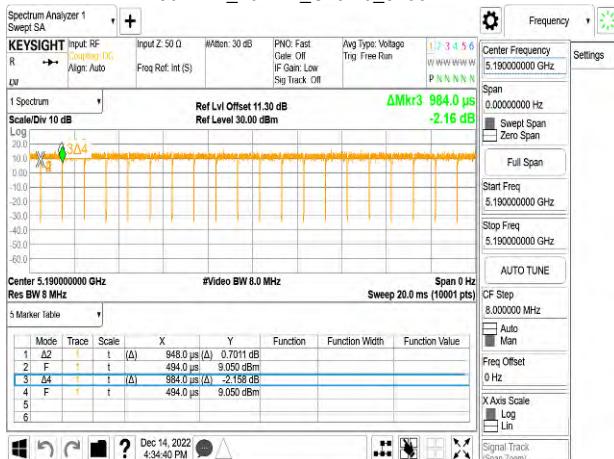 Spectrum Analyzer 1
Swept SA
+
Frequency
KEYSIGHT
R
Input: RF
Coupling: DC
Align: Auto
Input Z: 50 Ω
Freq Ref: Int (S)
#Atten: 30 dB
PNO: Fast
Gate: Off
IF Gain: Low
Sig Track: Off
Avg Type: Voltage
Trig: Free Run
1 2 3 4 5 6
W W W W W W
P N N N N N
1 Spectrum
Scale/Div 10 dB
Ref Lvl Offset 11.30 dB
Ref Level 30.00 dBm
ΔMkr3 984.0 µs
-2.16 dB
Log
20.0
10.0
0.00
-10.0
-20.0
-30.0
-40.0
-50.0
-60.0
3Δ4
Center 5.190000000 GHz
Res BW 8 MHz
#Video BW 8.0 MHz
Span 0 Hz
Sweep 20.0 ms (10001 pts)
5 Marker Table
Mode Trace Scale X Y Function Function Width Function Value
1 Δ2 1 t (Δ) 948.0 µs (Δ) 0.7011 dB
2 F 1 t 494.0 µs 9.050 dBm
3 Δ4 1 t (Δ) 984.0 µs (Δ) -2.158 dB
4 F 1 t 494.0 µs 9.050 dBm
5
6
?
Dec 14, 2022
4:34:40 PM
Center Frequency
5.190000000 GHz
Settings
Span
0.00000000 Hz
Swept Span
Zero Span
Full Span
Start Freq
5.190000000 GHz
Stop Freq
5.190000000 GHz
AUTO TUNE
CF Step
8.000000 MHz
Auto
Man
Freq Offset
0 Hz
X Axis Scale
Log
Lin
Signal Track
(Span Zoom)